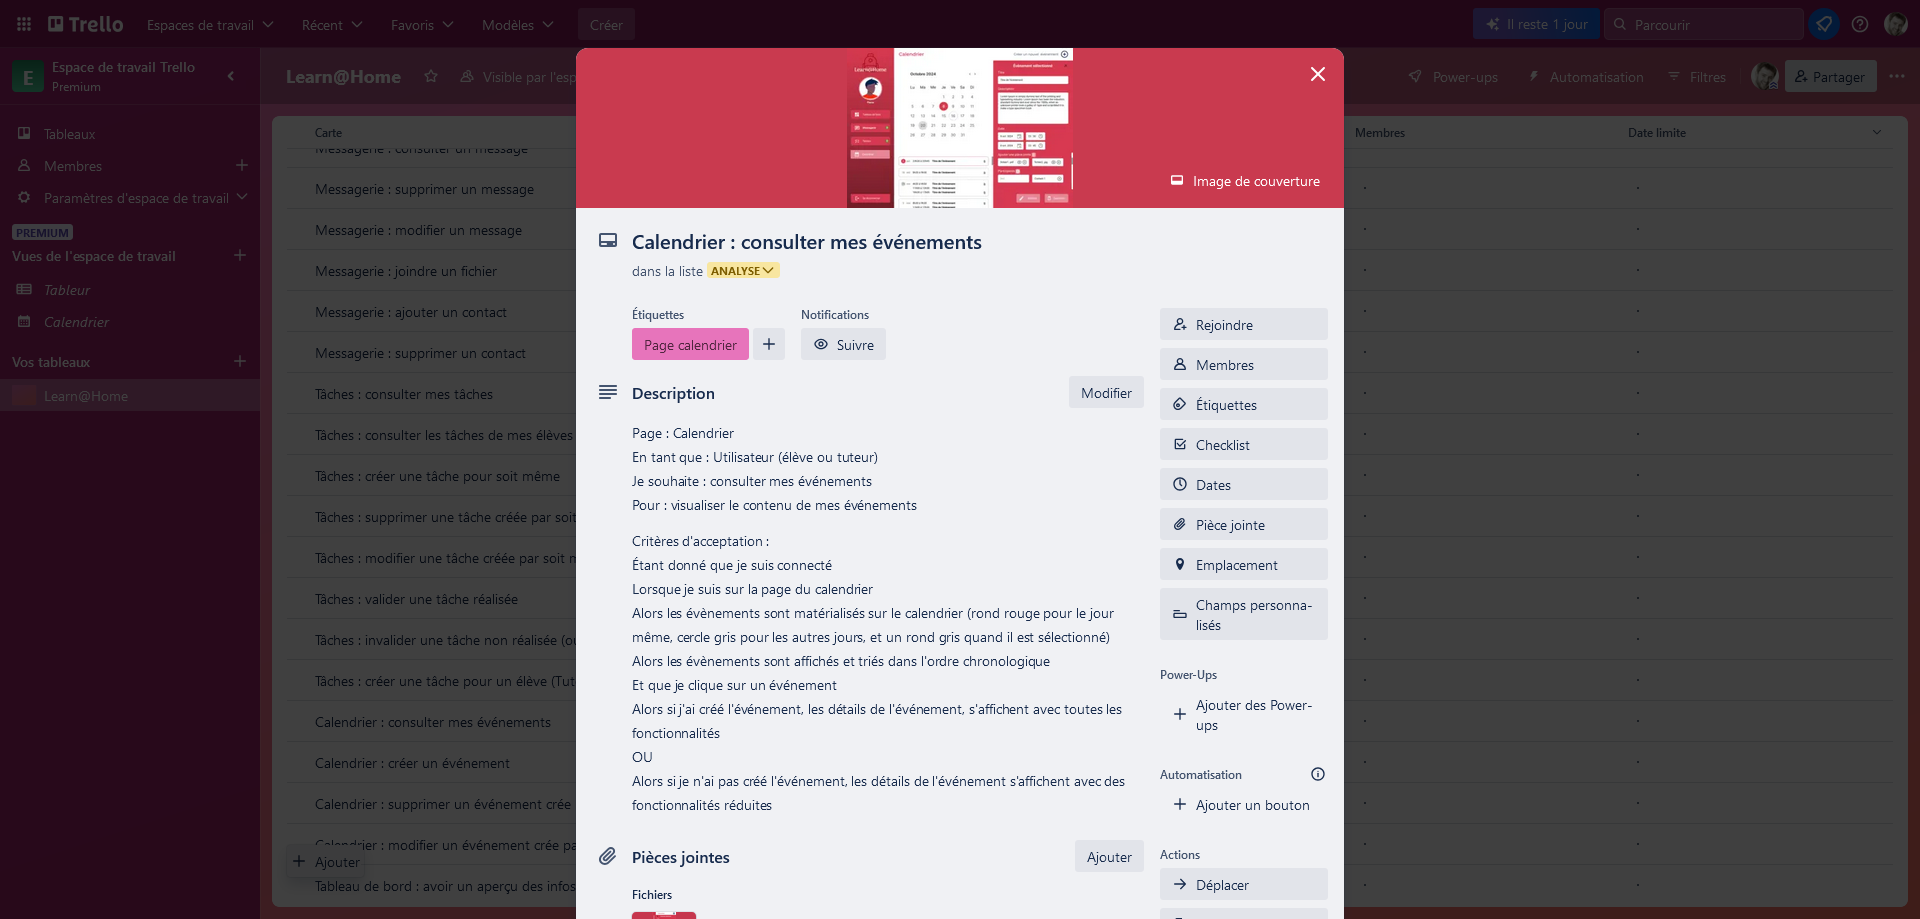 Trello
Espaces de travail
Récent
Favoris
Modèles
Créer
Il reste 1 jour
Parcourir
E
Espace de travail Trello
Premium
Learn@Home
Visible par l'esp
Power-ups
Automatisation
Filtres
Partager
Tableaux
Membres
Paramètres d'espace de travail
PREMIUM
Vues de l'espace de travail
Tableur
Calendrier
Vos tableaux
Learn@Home
Carte
Membres
Date limite
Messagerie : consulter un message
Messagerie : supprimer un message
Messagerie : modifier un message
Messagerie : joindre un fichier
Messagerie : ajouter un contact
Messagerie : supprimer un contact
Tâches : consulter mes tâches
Tâches : consulter les tâches de mes élèves
Tâches : créer une tâche pour soit même
Tâches : supprimer une tâche créée par soit
Tâches : modifier une tâche créée par soit m
Tâches : valider une tâche réalisée
Tâches : invalider une tâche non réalisée (ou
Tâches : créer une tâche pour un élève (Tut
Calendrier : consulter mes événements
Calendrier : créer un événement
Calendrier : supprimer un événement crée
Calendrier : modifier un événement crée pa
Ajouter
Tableau de bord : avoir un aperçu des infos
Learn@Home
Calendrier
Octobre 2024
Image de couverture
Calendrier : consulter mes événements
dans la liste ANALYSE
Étiquettes
Notifications
Page calendrier
Suivre
Description
Modifier
Page : Calendrier
En tant que : Utilisateur (élève ou tuteur)
Je souhaite : consulter mes événements
Pour : visualiser le contenu de mes événements
Critères d'acceptation :
Étant donné que je suis connecté
Lorsque je suis sur la page du calendrier
Alors les évènements sont matérialisés sur le calendrier (rond rouge pour le jour
même, cercle gris pour les autres jours, et un rond gris quand il est sélectionné)
Alors les évènements sont affichés et triés dans l'ordre chronologique
Et que je clique sur un événement
Alors si j'ai créé l'événement, les détails de l'événement, s'affichent avec toutes les
fonctionnalités
OU
Alors si je n'ai pas créé l'événement, les détails de l'événement s'affichent avec des
fonctionnalités réduites
Pièces jointes
Ajouter
Fichiers
Rejoindre
Membres
Étiquettes
Checklist
Dates
Pièce jointe
Emplacement
Champs personna-
lisés
Power-Ups
Ajouter des Power-
ups
Automatisation
Ajouter un bouton
Actions
Déplacer